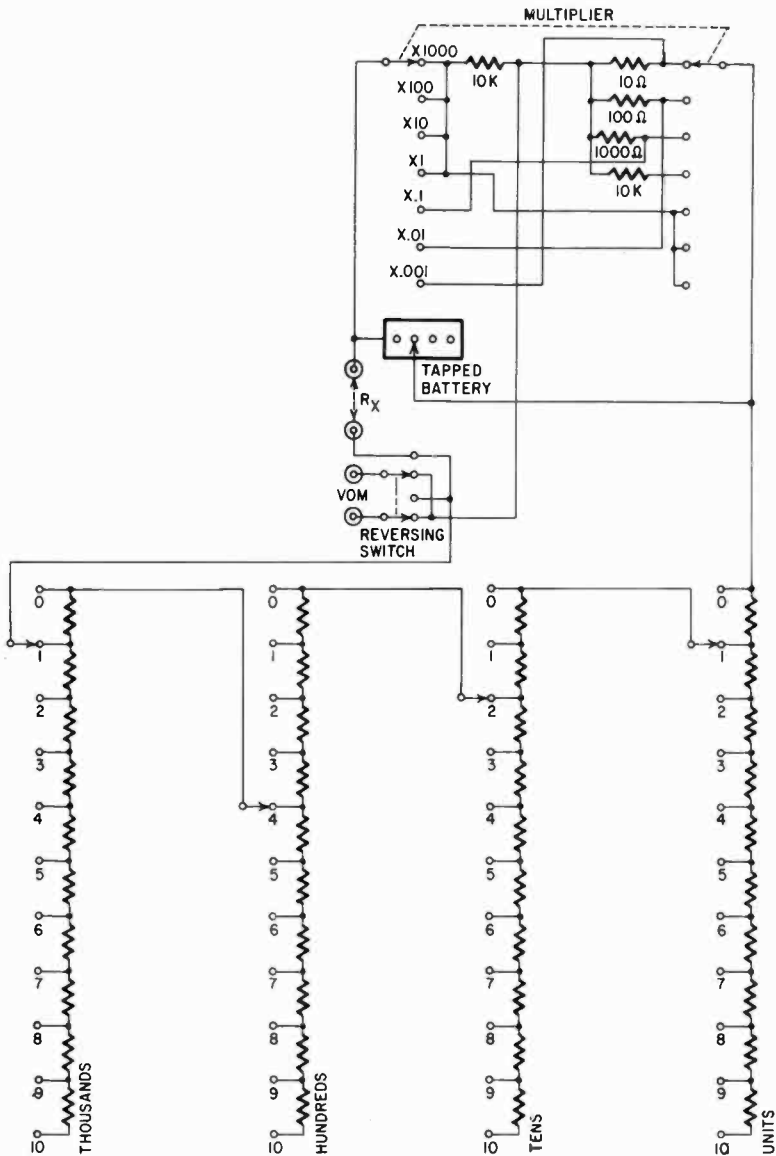 MULTIPLIER
X1000
10K
10Ω
X100
100Ω
X10
1000Ω
X1
10K
X.1
X.01
X.001
TAPPED
BATTERY
RX
VOM
REVERSING
SWITCH
0 0 0 0
1 1 1 1
2 2 2 2
3 3 3 3
4 4 4 4
5 5 5 5
6 6 6 6
7 7 7 7
8 8 8 8
9 9 9 9
10 10 10 10
THOUSANDS
HUNDREDS
TENS
UNITS